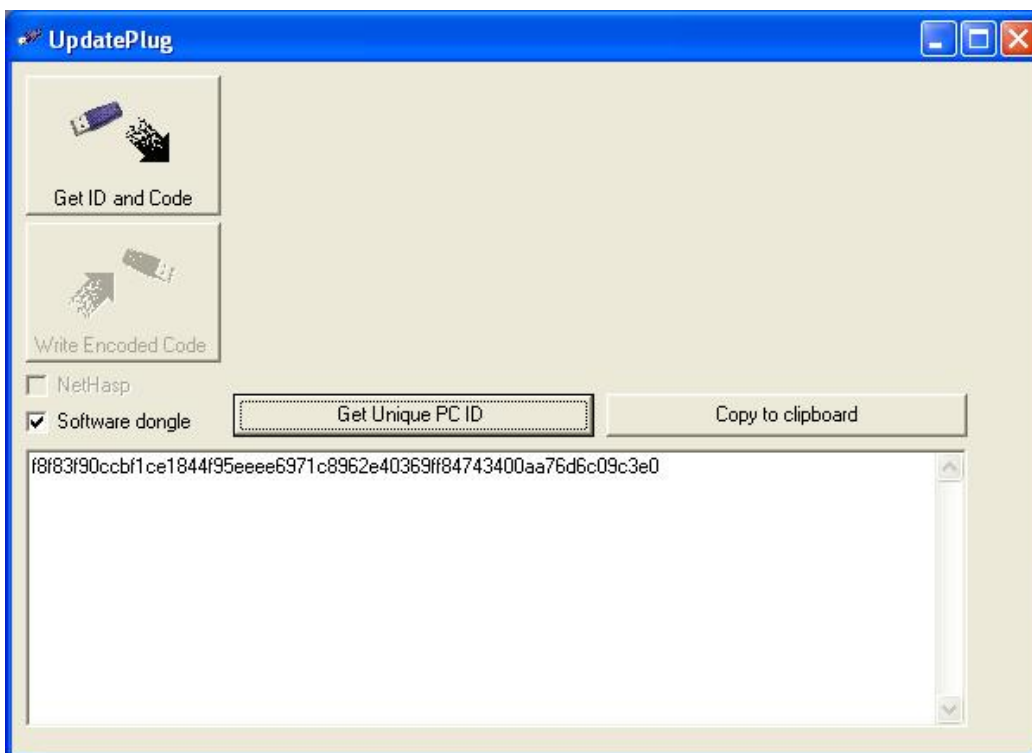 UpdatePlug
Get ID and Code
Write Encoded Code
NetHasp
Software dongle
Get Unique PC ID
Copy to clipboard
f8f83f90ccbf1ce1844f95eeee6971c8962e40369ff84743400aa76d6c09c3e0